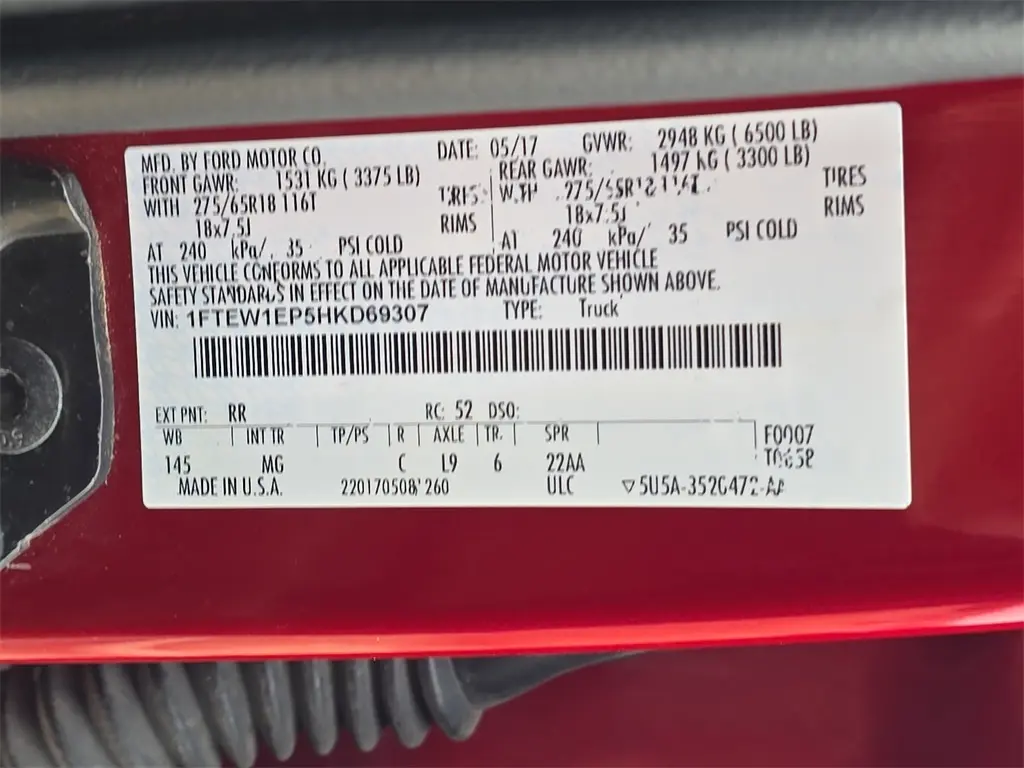 MFD. BY FORD MOTOR CO.
DATE: 05/17 GVWR: 2948 KG ( 6500 LB)
FRONT GAWR: 1531 KG ( 3375 LB)
REAR GAWR: 1497 KG ( 3300 LB)
WITH 275/65R18 116T TIRES
WITH TIRES
18x7.5J RIMS
18x7.5J RIMS
AT 240 kPa/ 35 PSI COLD
AT 240 kPa/ 35 PSI COLD
THIS VEHICLE CONFORMS TO ALL APPLICABLE FEDERAL MOTOR VEHICLE
SAFETY STANDARDS IN EFFECT ON THE DATE OF MANUFACTURE SHOWN ABOVE.
VIN: 1FTEW1EP5HKD69307 TYPE: Truck
EXT PNT: RR RC: 52 DSO:
WB INT TR TP/PS R AXLE TR. SPR F0007
145 MG C L9 6 22AA
MADE IN U.S.A. ULC